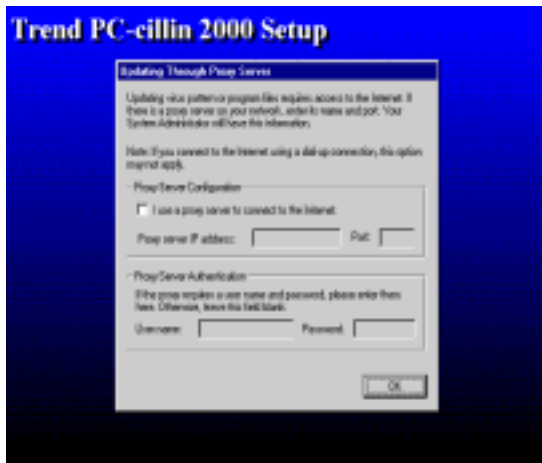 Trend PC-cillin 2000 Setup
Updating Through Proxy Server
Updating virus pattern or program files requires access to the Internet. If
there is a proxy server on your network, enter its name and port. Your
System Administrator will have this information.
Note: If you connect to the Internet using a dial-up connection, this option
may not apply.
Proxy Server Configuration
I use a proxy server to connect to the Internet.
Proxy server IP address:
Port:
Proxy Server Authentication
If the proxy requires a user name and password, please enter them
here. Otherwise, leave this field blank.
Username:
Password:
OK